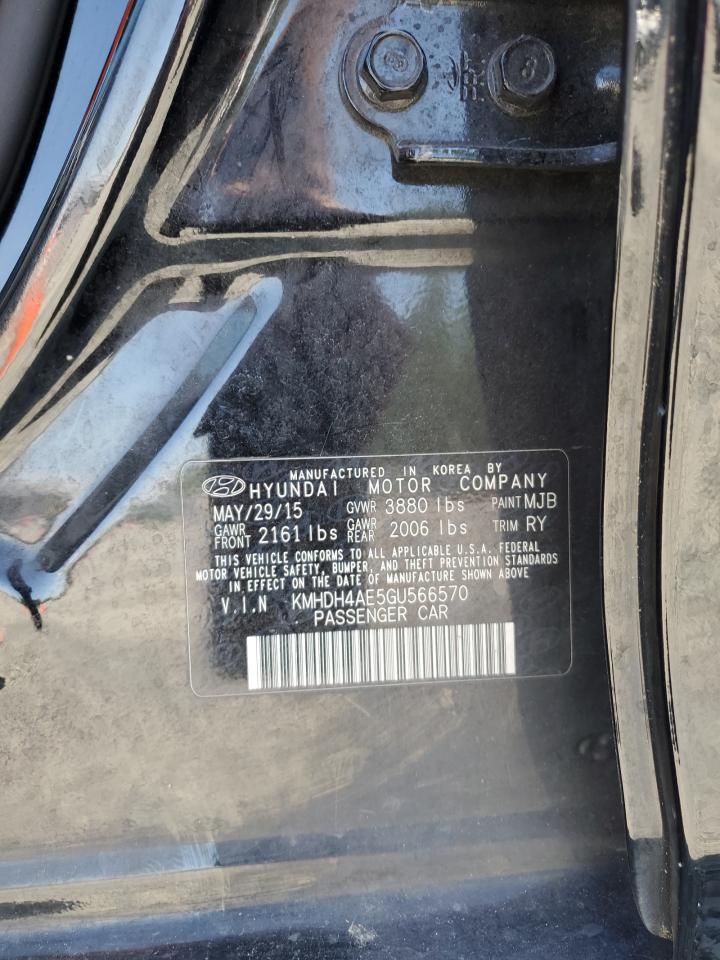 8
MANUFACTURED IN KOREA BY
HYUNDAI MOTOR COMPANY
MAY/29/15 GVWR 3880 lbs PAINT MJB
GAWR FRONT 2161 lbs GAWR REAR 2006 lbs TRIM RY
THIS VEHICLE CONFORMS TO ALL APPLICABLE U.S.A. FEDERAL
MOTOR VEHICLE SAFETY, BUMPER, AND THEFT PREVENTION STANDARDS
IN EFFECT ON THE DATE OF MANUFACTURE SHOWN ABOVE
V.I.N KMHDH4AE5GU566570
PASSENGER CAR